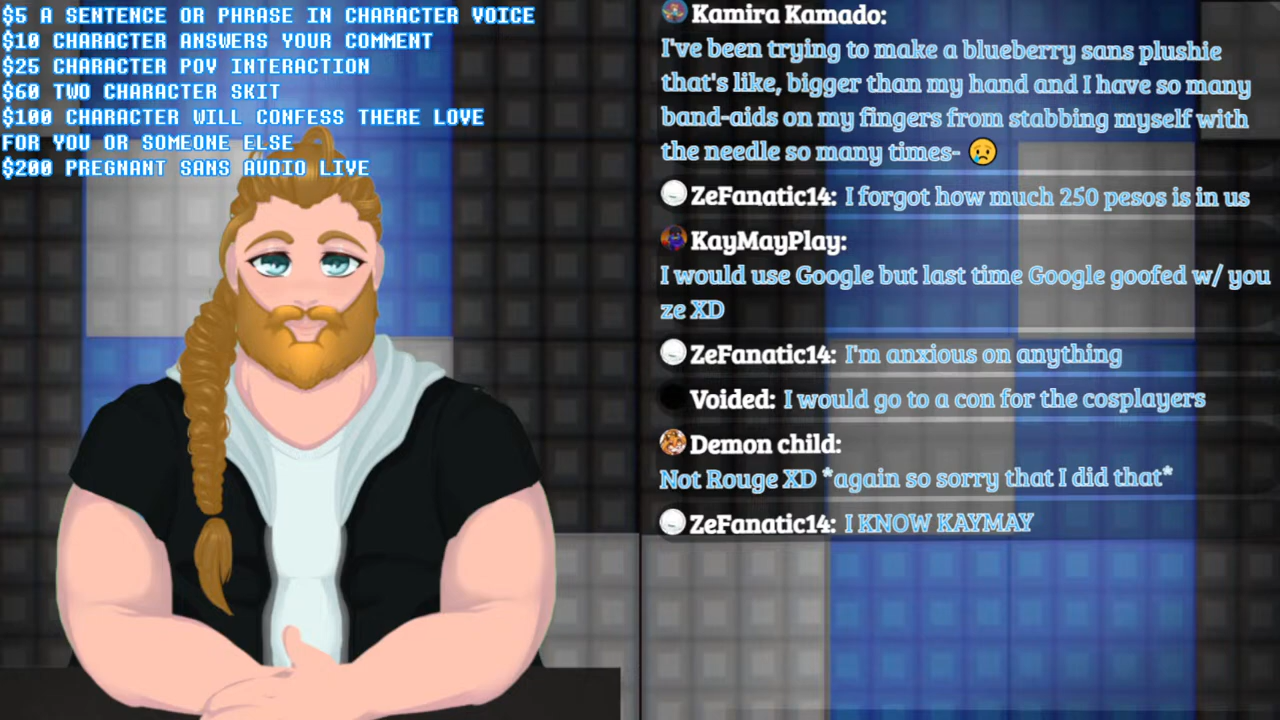 $5 A SENTENCE OR PHRASE IN CHARACTER VOICE
$10 CHARACTER ANSWERS YOUR COMMENT
$25 CHARACTER POV INTERACTION
$60 TWO CHARACTER SKIT
$100 CHARACTER WILL CONFESS THERE LOVE
FOR YOU OR SOMEONE ELSE
$200 PREGNANT SANS AUDIO LIVE
Kamira Kamado:
I've been trying to make a blueberry sans plushie
that's like, bigger than my hand and I have so many
band-aids on my fingers from stabbing myself with
the needle so many times- 😢
ZeFanatic14: I forgot how much 250 pesos is in us
KayMayPlay:
I would use Google but last time Google goofed w/ you
ze XD
ZeFanatic14: I'm anxious on anything
Voided: I would go to a con for the cosplayers
Demon child:
Not Rouge XD *again so sorry that I did that*
ZeFanatic14: I KNOW KAYMAY